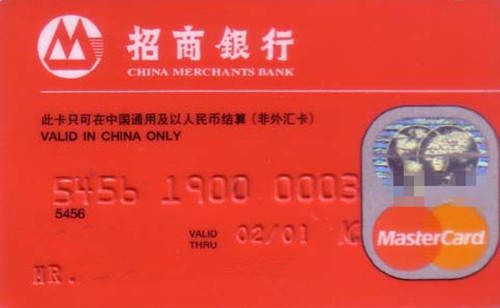 招商銀行
CHINA MERCHANTS BANK
此卡只可在中国通用及以人民币结算（非外汇卡）
VALID IN CHINA ONLY
5456 1900 0003
5456
VALID THRU 02/01
MR.
MasterCard